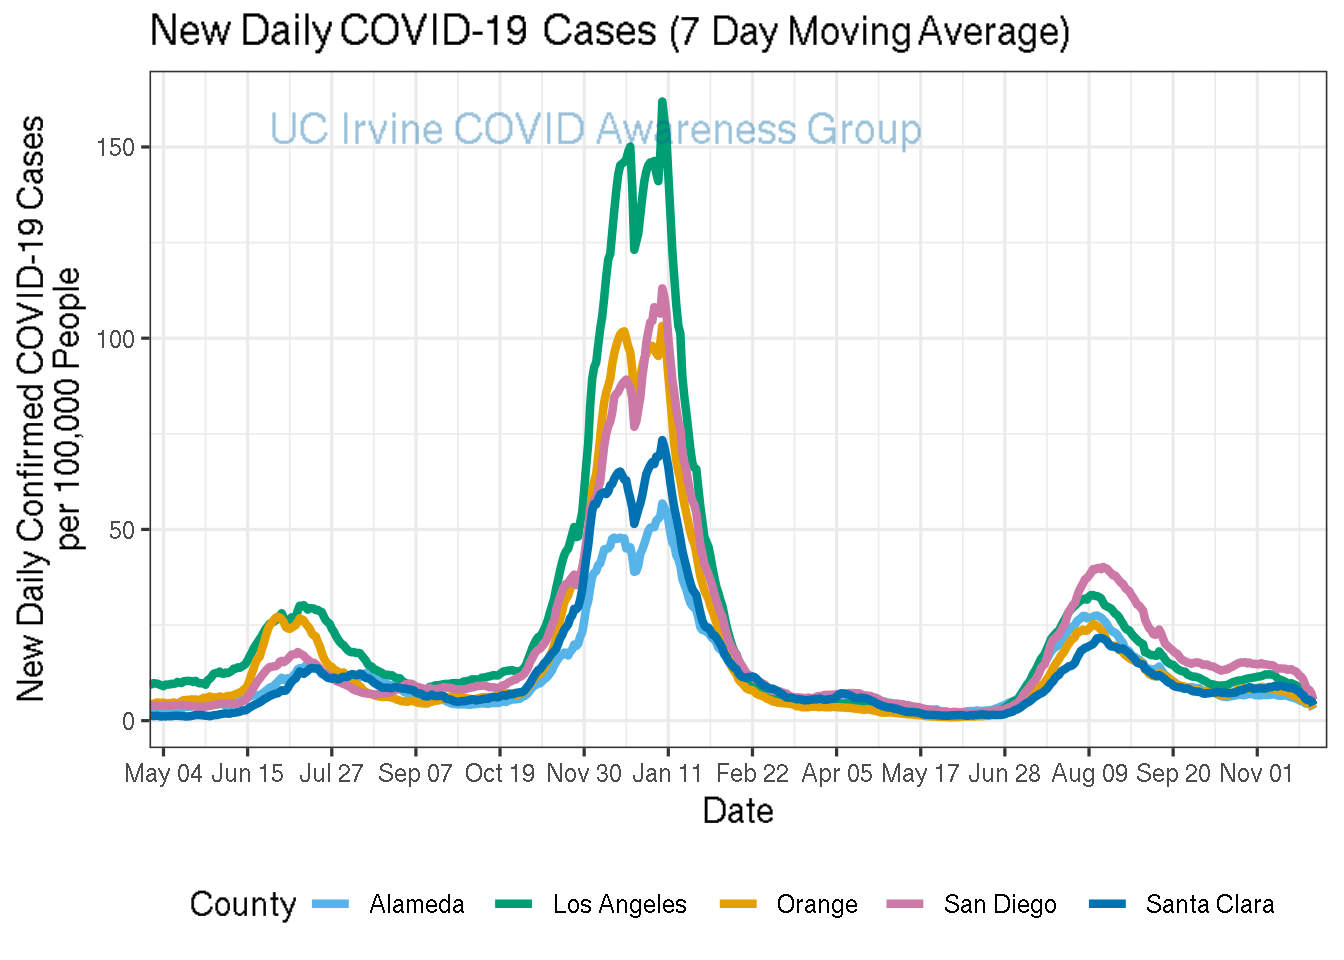 New Daily COVID-19 Cases (7 Day Moving Average)
UC Irvine COVID Awareness Group
New Daily Confirmed COVID-19 Cases
per 100,000 People
150
100
50
0
May 04 Jun 15 Jul 27 Sep 07 Oct 19 Nov 30 Jan 11 Feb 22 Apr 05 May 17 Jun 28 Aug 09 Sep 20 Nov 01
Date
County Alameda Los Angeles Orange San Diego Santa Clara